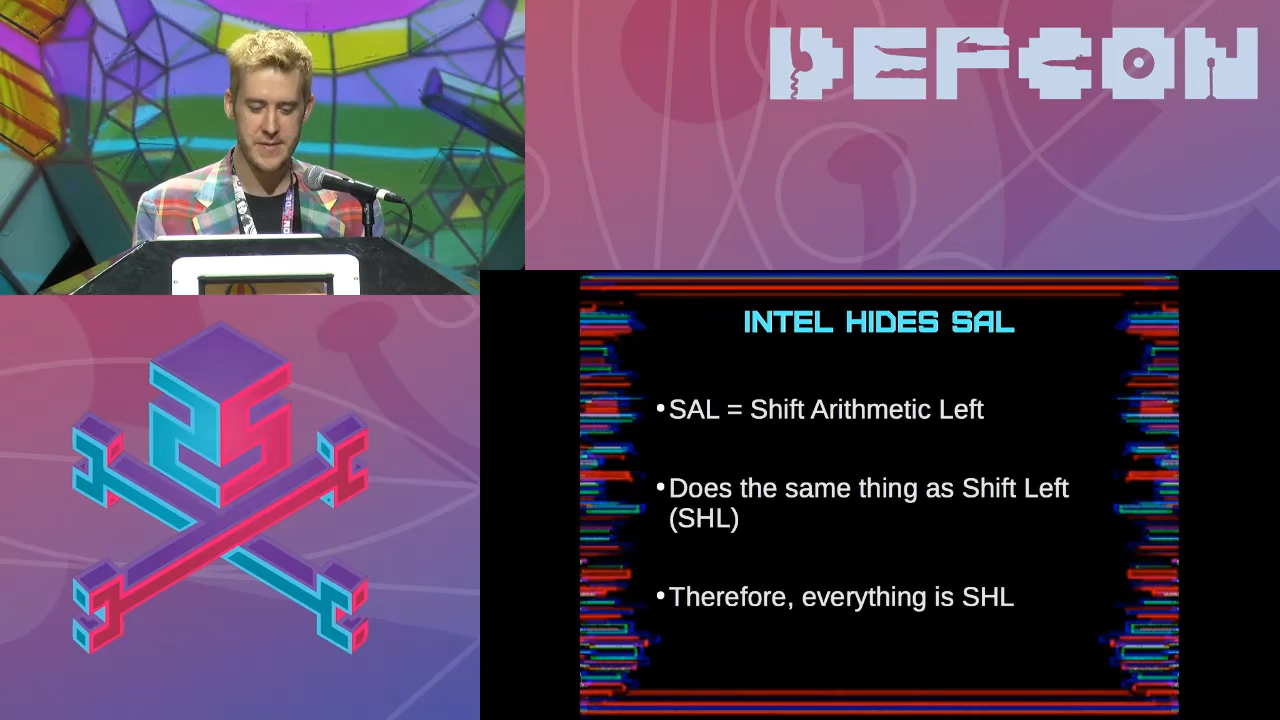 DEFCON
INTEL HIDES SAL
•SAL = Shift Arithmetic Left
•Does the same thing as Shift Left
(SHL)
•Therefore, everything is SHL